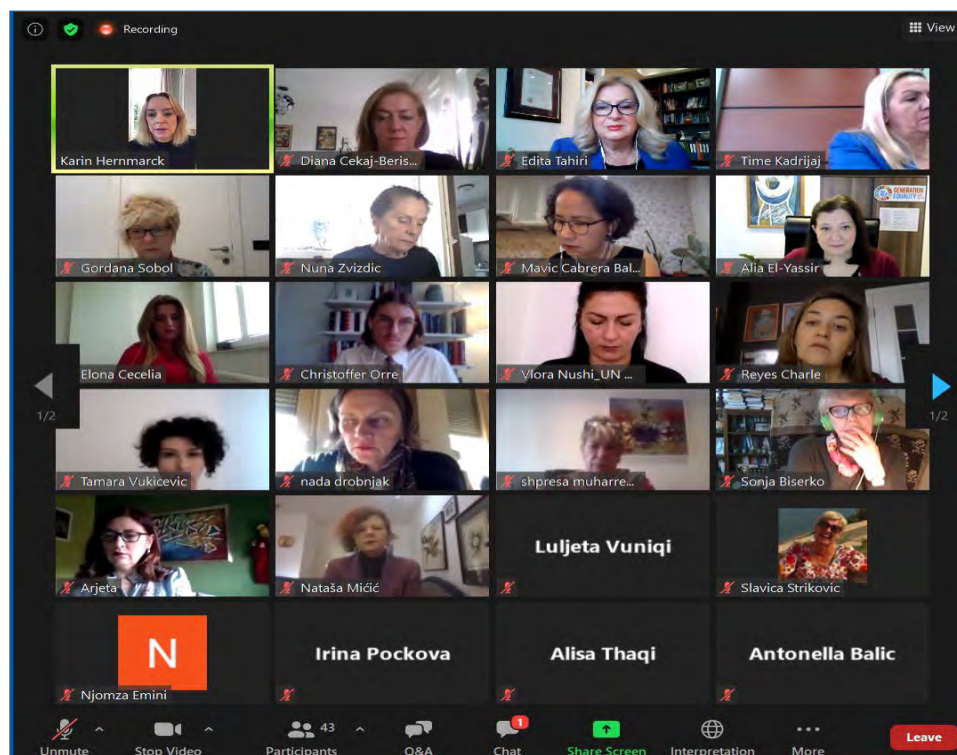 Recording
View
Karin Hernmarck
Diana Cekaj-Beris...
Edita Tahiri
Time Kadrijaj
GENERATION
EQUALITY
Gordana Sobol
Nuna Zvizdic
Mavic Cabrera Bal...
Alia El-Yassir
Elona Cecelia
Christoffer Orre
Vlora Nushi_UN ...
Reyes Charle
1/2
1/2
Tamara Vukicevic
nada drobnjak
shpresa muharre...
Sonja Biserko
Arjeta
Nataša Mićić
Luljeta Vuniqi
Slavica Strikovic
N
Njomza Emini
Irina Pockova
Alisa Thaqi
Antonella Balic
Unmute
Stop Video
43
Participants
Q&A
1
Chat
Share Screen
Interpretation
More
Leave